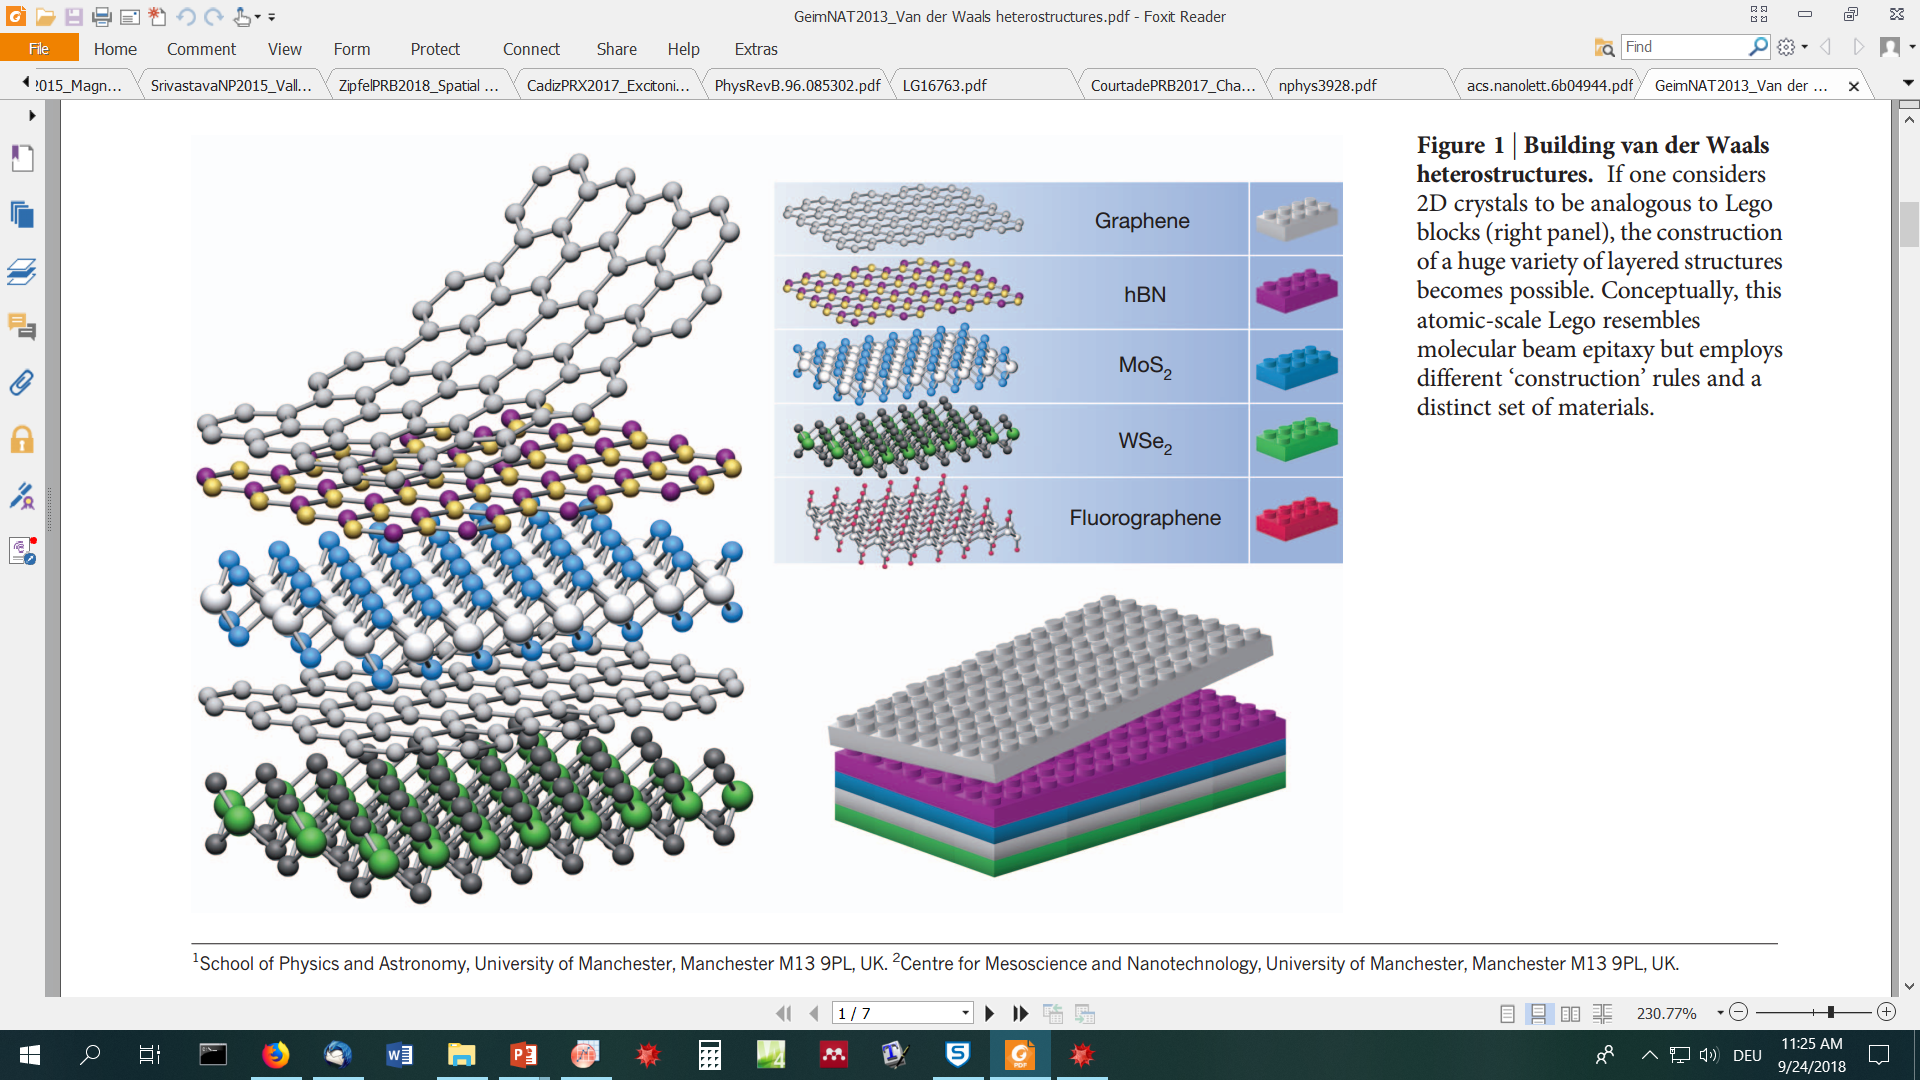 GeimNAT2013_Van der Waals heterostructures.pdf - Foxit Reader
File Home Comment View Form Protect Connect Share Help Extras
Find
2015_Magn... SrivastavaNP2015_Vall... ZipfelPRB2018_Spatial ... CadizPRX2017_Excitoni... PhysRevB.96.085302.pdf LG16763.pdf CourtadePRB2017_Cha... nphys3928.pdf acs.nanolett.6b04944.pdf GeimNAT2013_Van der ...
Graphene
hBN
MoS2
WSe2
Fluorographene
Figure 1 | Building van der Waals
heterostructures. If one considers
2D crystals to be analogous to Lego
blocks (right panel), the construction
of a huge variety of layered structures
becomes possible. Conceptually, this
atomic-scale Lego resembles
molecular beam epitaxy but employs
different ‘construction’ rules and a
distinct set of materials.
1School of Physics and Astronomy, University of Manchester, Manchester M13 9PL, UK. 2Centre for Mesoscience and Nanotechnology, University of Manchester, Manchester M13 9PL, UK.
1 / 7
230.77%
DEU
11:25 AM
9/24/2018